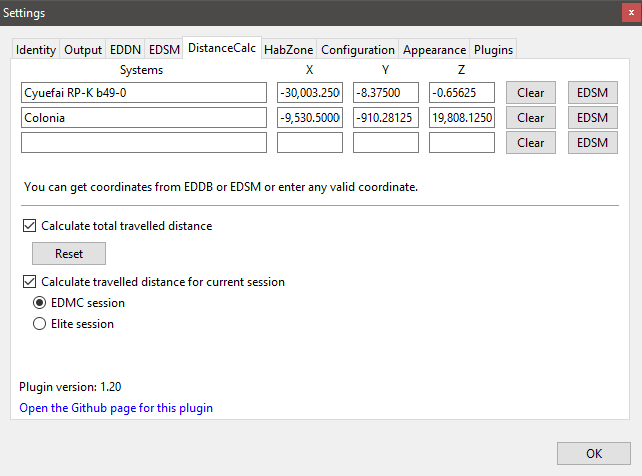 Settings
x
Identity Output EDDN EDSM DistanceCalc HabZone Configuration Appearance Plugins
Systems X Y Z
Cyuefai RP-K b49-0 -30,003.250 -8.37500 -0.65625 Clear EDSM
Colonia -9,530.5000 -910.28125 19,808.1250 Clear EDSM
Clear EDSM
You can get coordinates from EDDB or EDSM or enter any valid coordinate.
Calculate total travelled distance
Reset
Calculate travelled distance for current session
EDMC session
Elite session
Plugin version: 1.20
Open the Github page for this plugin
OK